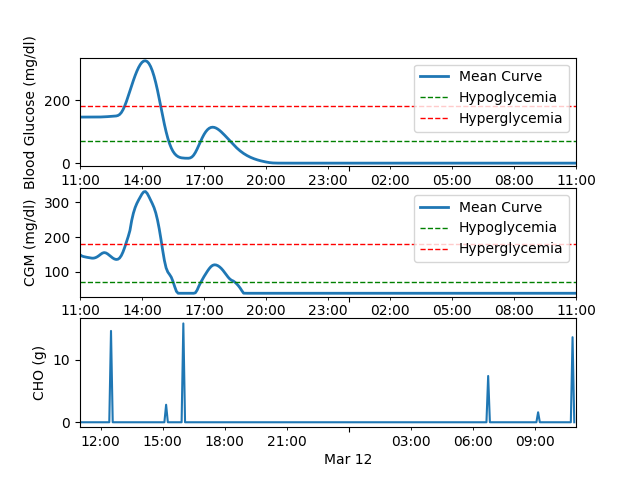 Blood Glucose (mg/dl)
200
0
Mean Curve
Hypoglycemia
Hyperglycemia
11:00 14:00 17:00 20:00 23:00 02:00 05:00 08:00 11:00
CGM (mg/dl)
300
200
100
Mean Curve
Hypoglycemia
Hyperglycemia
11:00 14:00 17:00 20:00 23:00 02:00 05:00 08:00 11:00
CHO (g)
10
0
12:00 15:00 18:00 21:00 03:00 06:00 09:00
Mar 12